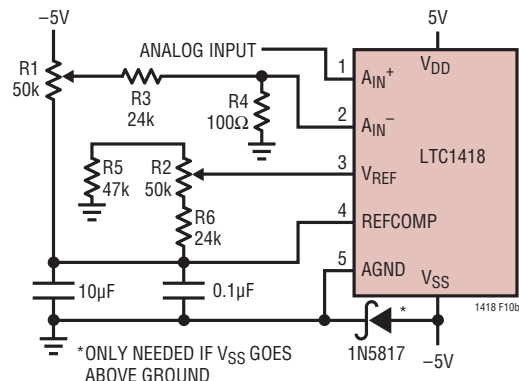 –5V
5V
ANALOG INPUT
R1
50k
R3
24k
R4
100Ω
R5
47k
R2
50k
R6
24k
10µF
0.1µF
1
AIN+
2
AIN–
3
VREF
4
REFCOMP
5
AGND
VDD
LTC1418
VSS
1418 F10b
*
1N5817
–5V
*ONLY NEEDED IF VSS GOES
ABOVE GROUND